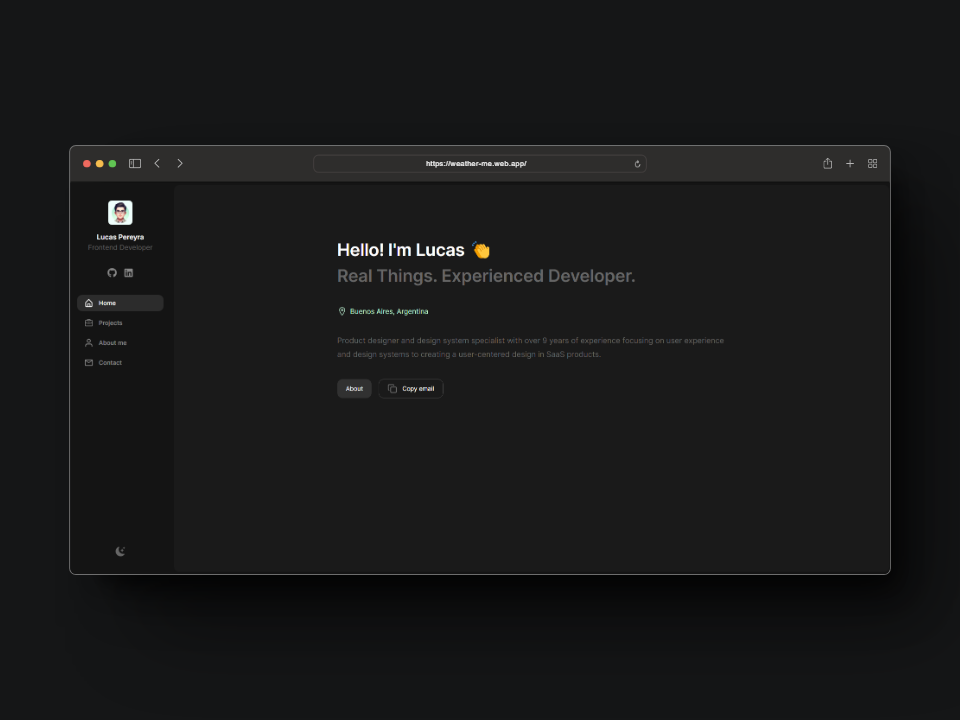 https://weather-me.web.app/
Lucas Pereyra
Frontend Developer
Home
Projects
About me
Contact
Hello! I'm Lucas 👏
Real Things. Experienced Developer.
Buenos Aires, Argentina
Product designer and design system specialist with over 9 years of experience focusing on user experience
and design systems to creating a user-centered design in SaaS products.
About
Copy email